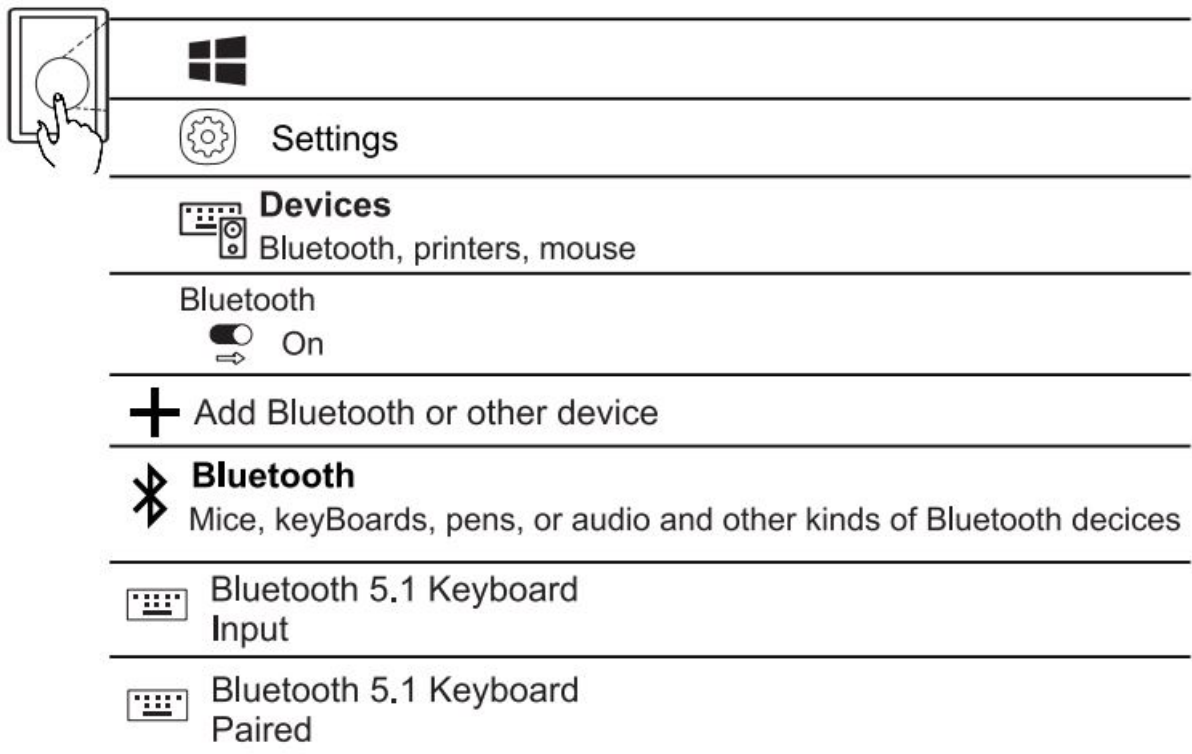 Settings
Devices
Bluetooth, printers, mouse
Bluetooth
On
Add Bluetooth or other device
Bluetooth
Mice, keyBoards, pens, or audio and other kinds of Bluetooth decices
Bluetooth 5.1 Keyboard
Input
Bluetooth 5.1 Keyboard
Paired